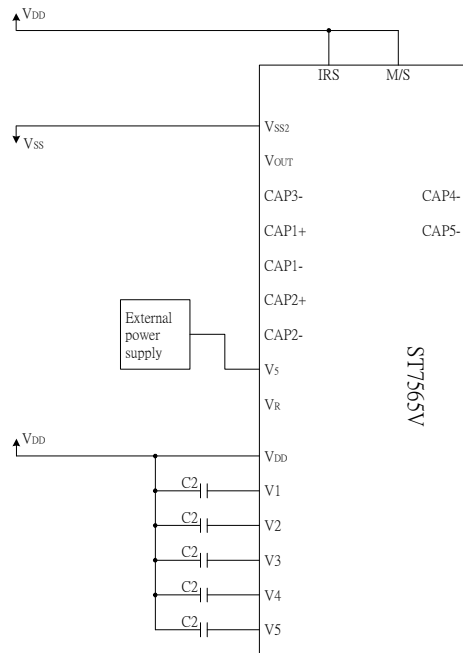 VDD
IRS M/S
VSS2
VSS
VOUT
CAP3- CAP4-
CAP1+ CAP5-
CAP1-
CAP2+
External
power
supply
CAP2-
V5
ST7565V
VR
VDD
VDD
C2 V1
C2 V2
C2 V3
C2 V4
C2 V5